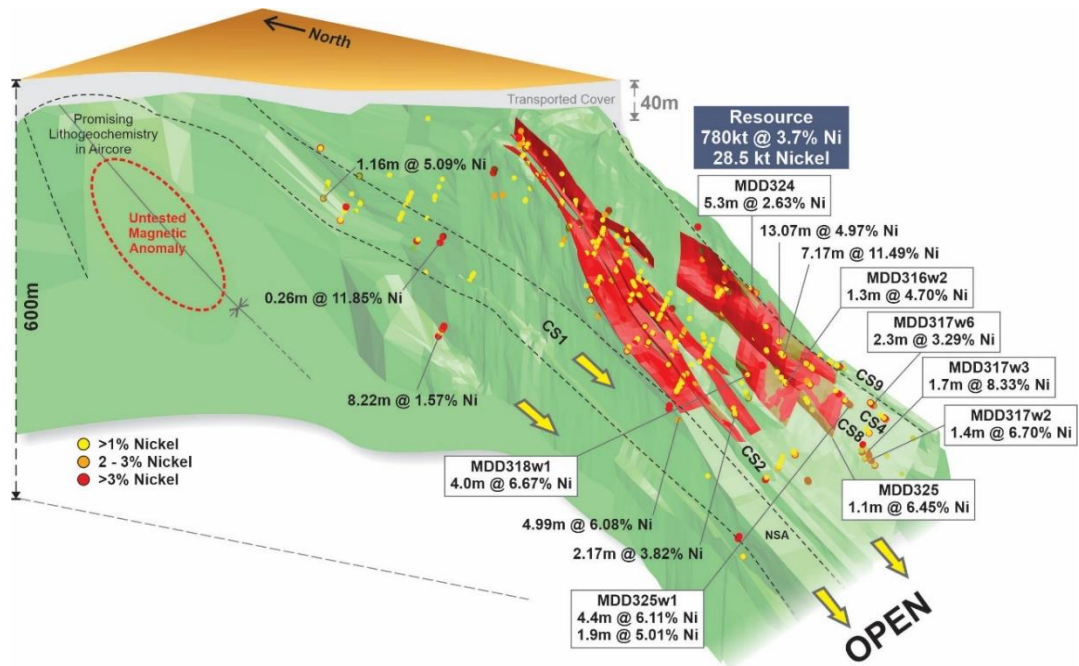 North
Transported Cover
40m
600m
Promising
Lithogeochemistry
in Aircore
Untested
Magnetic
Anomaly
1.16m @ 5.09% Ni
0.26m @ 11.85% Ni
8.22m @ 1.57% Ni
Resource
780kt @ 3.7% Ni
28.5 kt Nickel
MDD324
5.3m @ 2.63% Ni
13.07m @ 4.97% Ni
7.17m @ 11.49% Ni
MDD316w2
1.3m @ 4.70% Ni
MDD317w6
2.3m @ 3.29% Ni
MDD317w3
1.7m @ 8.33% Ni
MDD317w2
1.4m @ 6.70% Ni
MDD325
1.1m @ 6.45% Ni
CS1
CS9
CS4
CS8
CS2
NSA
>1% Nickel
2 - 3% Nickel
>3% Nickel
MDD318w1
4.0m @ 6.67% Ni
4.99m @ 6.08% Ni
2.17m @ 3.82% Ni
MDD325w1
4.4m @ 6.11% Ni
1.9m @ 5.01% Ni
OPEN